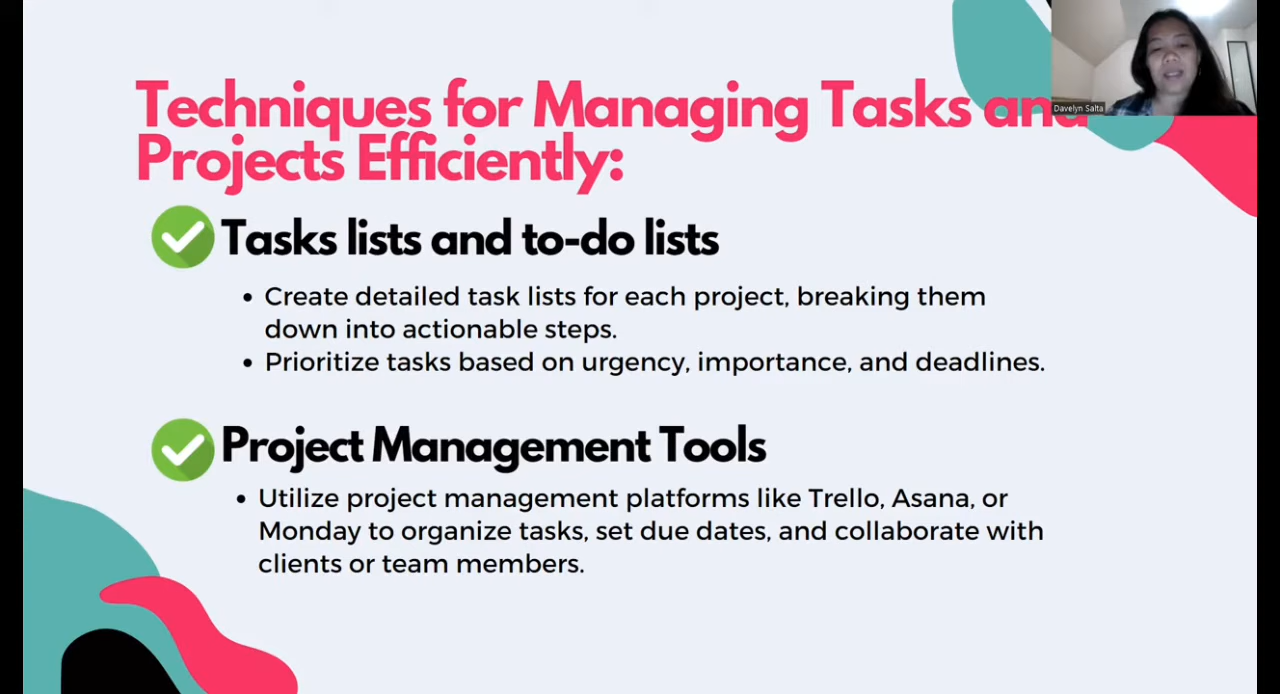 Techniques for Managing Tasks and
Projects Efficiently:
Tasks lists and to-do lists
• Create detailed task lists for each project, breaking them
down into actionable steps.
• Prioritize tasks based on urgency, importance, and deadlines.
Project Management Tools
• Utilize project management platforms like Trello, Asana, or
Monday to organize tasks, set due dates, and collaborate with
clients or team members.
Davelyn Salta